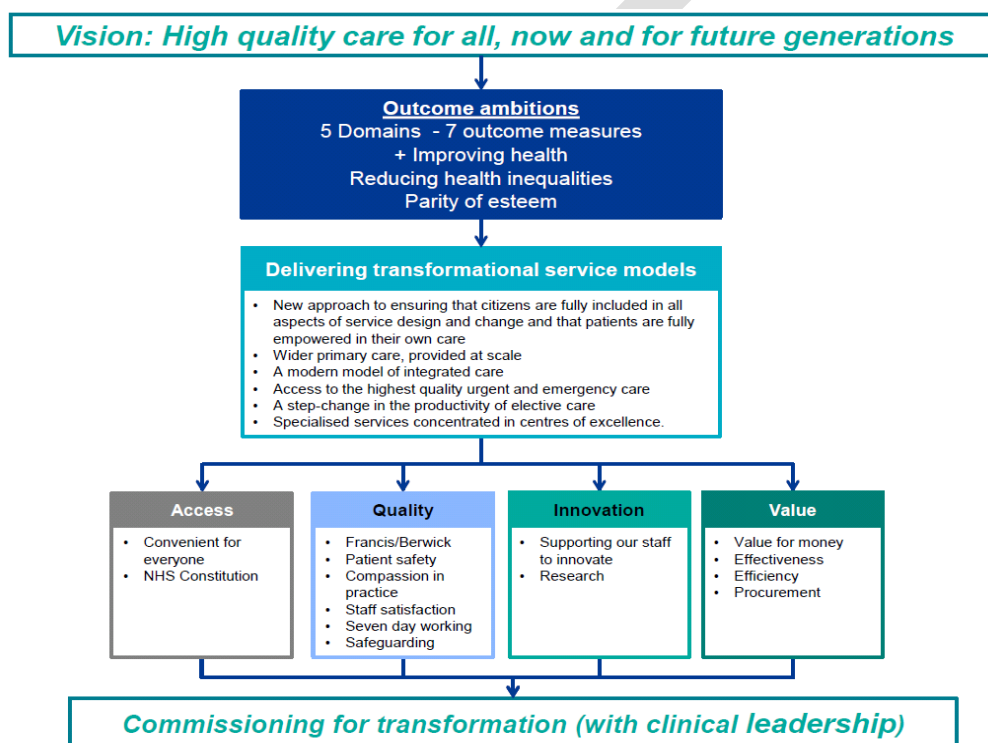 Vision: High quality care for all, now and for future generations
Outcome ambitions
5 Domains - 7 outcome measures
+ Improving health
Reducing health inequalities
Parity of esteem
Delivering transformational service models
• New approach to ensuring that citizens are fully included in all
aspects of service design and change and that patients are fully
empowered in their own care
• Wider primary care, provided at scale
• A modern model of integrated care
• Access to the highest quality urgent and emergency care
• A step-change in the productivity of elective care
• Specialised services concentrated in centres of excellence.
Access
• Convenient for
everyone
• NHS Constitution
Quality
• Francis/Berwick
• Patient safety
• Compassion in
practice
• Staff satisfaction
• Seven day working
• Safeguarding
Innovation
• Supporting our staff
to innovate
• Research
Value
• Value for money
• Effectiveness
• Efficiency
• Procurement
Commissioning for transformation (with clinical leadership)